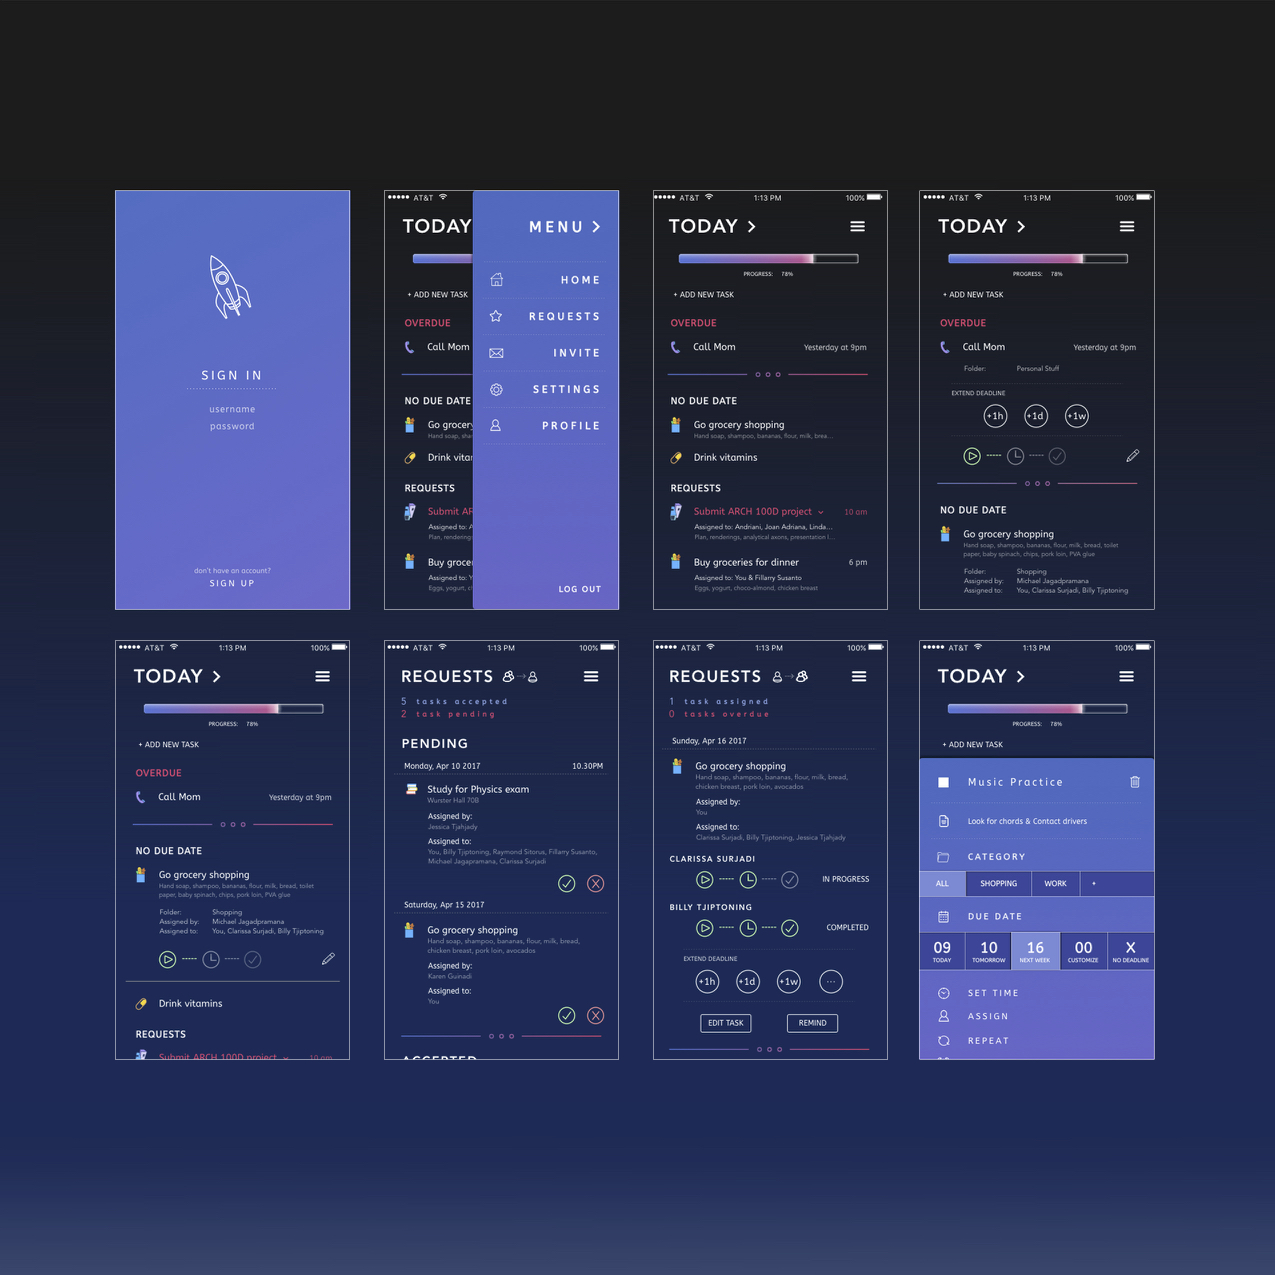 SIGN IN
username
password
don't have an account?
SIGN UP
AT&T 
TODAY
+ ADD NEW TASK
OVERDUE
Call Mom
NO DUE DATE
Go grocery
Hand soap, sha
Drink vitar
REQUESTS
Submit AR
Assigned to: A
Plan, rendering
Buy grocer
Assigned to: Y
Eggs, yogurt, c
MENU >
HOME
REQUESTS
INVITE
SETTINGS
PROFILE
LOG OUT
AT&T 1:13 PM 100%
TODAY >
PROGRESS: 78%
+ ADD NEW TASK
OVERDUE
Call Mom Yesterday at 9pm
NO DUE DATE
Go grocery shopping
Hand soap, shampoo, bananas, flour, milk, brea...
Drink vitamins
REQUESTS
Submit ARCH 100D project 10 am
Assigned to: Andriani, Joan Adriana, Linda...
Plan, renderings, analytical axons, presentation l...
Buy groceries for dinner 6 pm
Assigned to: You & Fillarry Susanto
Eggs, yogurt, choco-almond, chicken breast
AT&T 1:13 PM 100%
TODAY >
PROGRESS: 78%
+ ADD NEW TASK
OVERDUE
Call Mom Yesterday at 9pm
Folder: Personal Stuff
EXTEND DEADLINE
+1h +1d +1w
NO DUE DATE
Go grocery shopping
Hand soap, shampoo, bananas, flour, milk, bread, toilet
paper, baby spinach, chips, pork loin, PVA glue
Folder: Shopping
Assigned by: Michael Jagadpramana
Assigned to: You, Clarissa Surjadi, Billy Tjiptoning
AT&T 1:13 PM 100%
TODAY >
PROGRESS: 78%
+ ADD NEW TASK
OVERDUE
Call Mom Yesterday at 9pm
NO DUE DATE
Go grocery shopping
Hand soap, shampoo, bananas, flour, milk, bread, toilet
paper, baby spinach, chips, pork loin, PVA glue
Folder: Shopping
Assigned by: Michael Jagadpramana
Assigned to: You, Clarissa Surjadi, Billy Tjiptoning
Drink vitamins
REQUESTS
Submit ARCH 100D project 10 am
AT&T 1:13 PM 100%
REQUESTS
5 tasks accepted
2 task pending
PENDING
Monday, Apr 10 2017 10.30PM
Study for Physics exam
Wurster Hall 70B
Assigned by:
Jessica Tjahjady
Assigned to:
You, Billy Tjiptoning, Raymond Sitorus, Fillarry Susanto,
Michael Jagapramana, Clarissa Surjadi
Saturday, Apr 15 2017
Go grocery shopping
Hand soap, shampoo, bananas, flour, milk, bread,
chicken breast, pork loin, avocados
Assigned by:
Karen Guinadi
Assigned to:
You
ACCEPTED
AT&T 1:13 PM 100%
REQUESTS
1 task assigned
0 tasks overdue
Sunday, Apr 16 2017
Go grocery shopping
Hand soap, shampoo, bananas, flour, milk, bread,
chicken breast, pork loin, avocados
Assigned by:
You
Assigned to:
Clarissa Surjadi, Billy Tjiptoning, Jessica Tjahjady
CLARISSA SURJADI
IN PROGRESS
BILLY TJIPTONING
COMPLETED
EXTEND DEADLINE
+1h +1d +1w ...
EDIT TASK REMIND
AT&T 1:13 PM 100%
TODAY >
PROGRESS: 78%
+ ADD NEW TASK
Music Practice
Look for chords & Contact drivers
CATEGORY
ALL SHOPPING WORK +
DUE DATE
09 10 16 00 X
TODAY TOMORROW NEXT WEEK CUSTOMIZE NO DEADLINE
SET TIME
ASSIGN
REPEAT